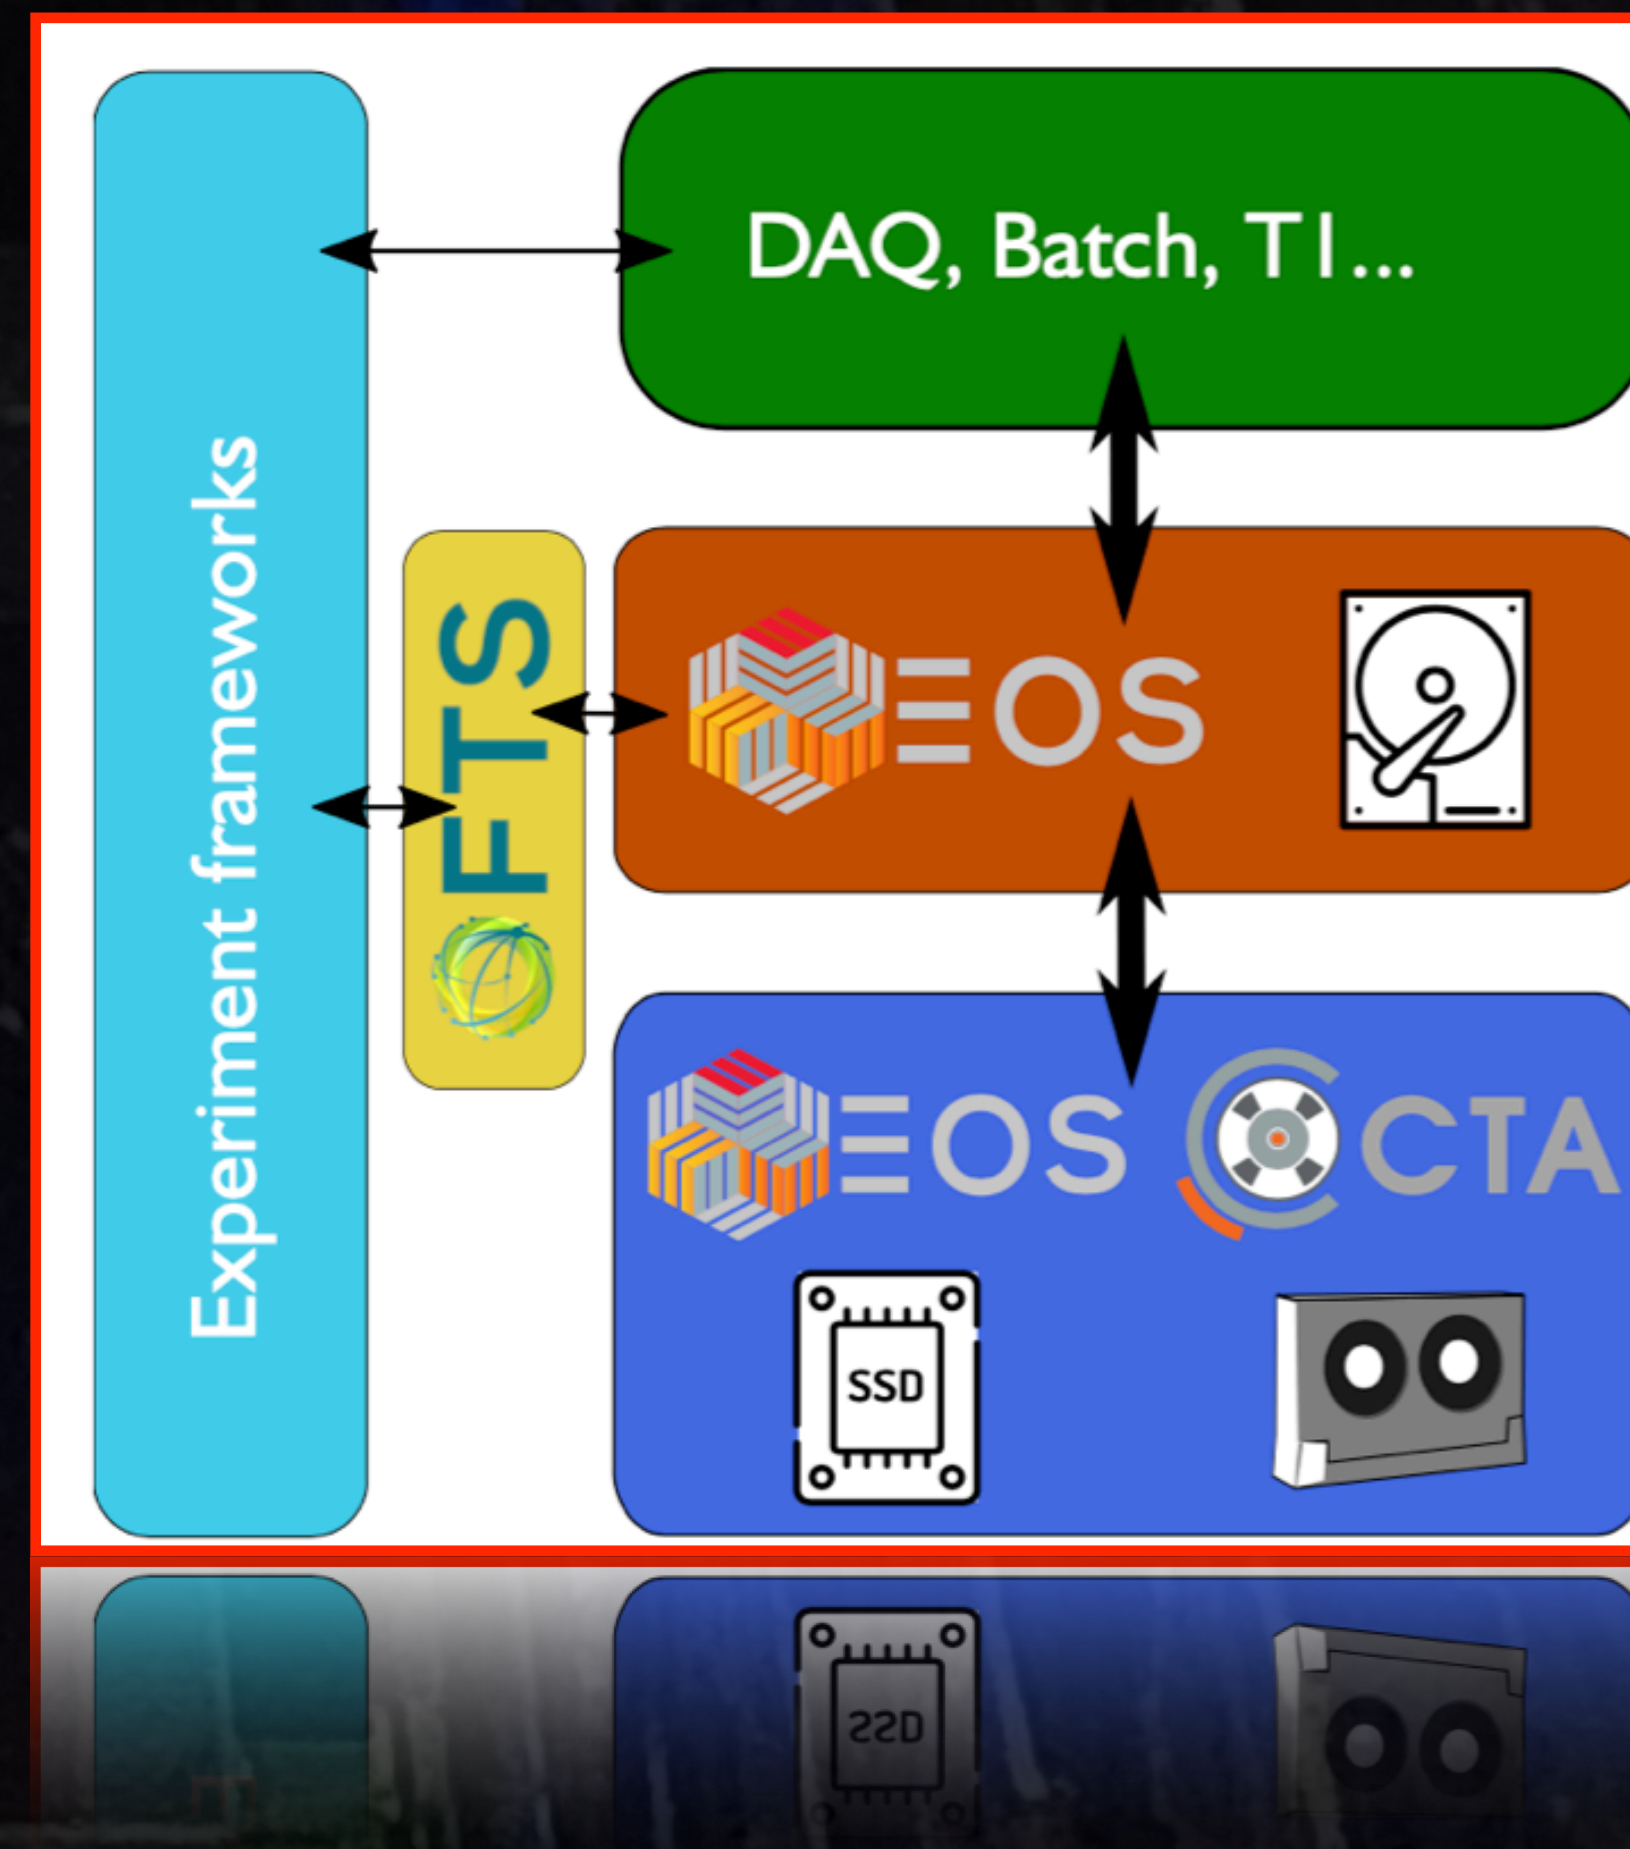 Experiment frameworks
DAQ, Batch, T1...
FTS
EOS
EOS
CTA
SSD